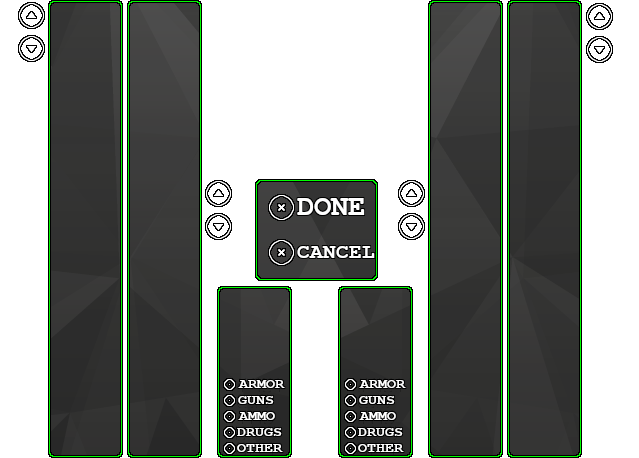 DONE
CANCEL
ARMOR
GUNS
AMMO
DRUGS
OTHER
ARMOR
GUNS
AMMO
DRUGS
OTHER